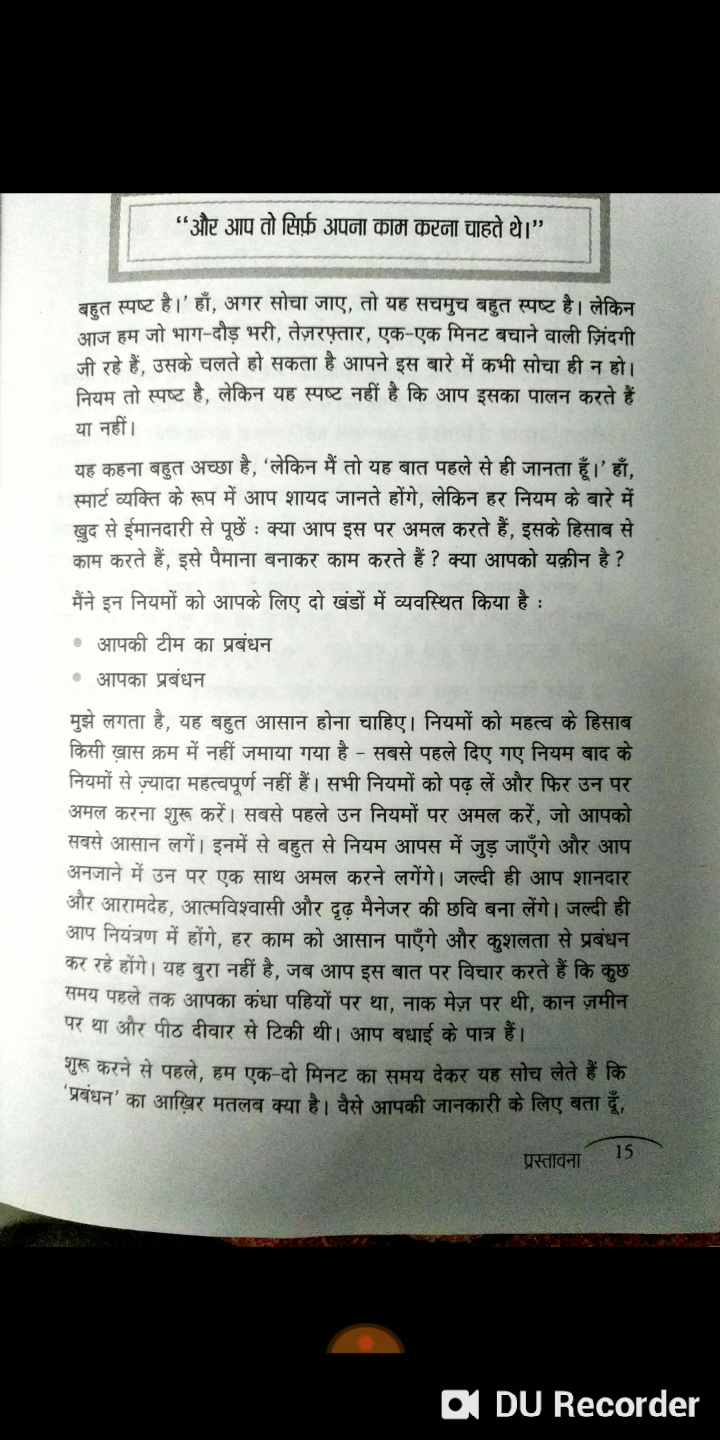 “और आप तो सिर्फ़ अपना काम करना चाहते थे।”
बहुत स्पष्ट है।' हाँ, अगर सोचा जाए, तो यह सचमुच बहुत स्पष्ट है। लेकिन
आज हम जो भाग-दौड़ भरी, तेज़रफ़्तार, एक-एक मिनट बचाने वाली ज़िंदगी
जी रहे हैं, उसके चलते हो सकता है आपने इस बारे में कभी सोचा ही न हो।
नियम तो स्पष्ट है, लेकिन यह स्पष्ट नहीं है कि आप इसका पालन करते हैं
या नहीं।
यह कहना बहुत अच्छा है, 'लेकिन मैं तो यह बात पहले से ही जानता हूँ।' हाँ,
स्मार्ट व्यक्ति के रूप में आप शायद जानते होंगे, लेकिन हर नियम के बारे में
ख़ुद से ईमानदारी से पूछें : क्या आप इस पर अमल करते हैं, इसके हिसाब से
काम करते हैं, इसे पैमाना बनाकर काम करते हैं ? क्या आपको यक़ीन है ?
मैंने इन नियमों को आपके लिए दो खंडों में व्यवस्थित किया है :
• आपकी टीम का प्रबंधन
• आपका प्रबंधन
मुझे लगता है, यह बहुत आसान होना चाहिए। नियमों को महत्व के हिसाब
किसी ख़ास क्रम में नहीं जमाया गया है – सबसे पहले दिए गए नियम बाद के
नियमों से ज़्यादा महत्वपूर्ण नहीं हैं। सभी नियमों को पढ़ लें और फिर उन पर
अमल करना शुरू करें। सबसे पहले उन नियमों पर अमल करें, जो आपको
सबसे आसान लगें। इनमें से बहुत से नियम आपस में जुड़ जाएँगे और आप
अनजाने में उन पर एक साथ अमल करने लगेंगे। जल्दी ही आप शानदार
और आरामदेह, आत्मविश्वासी और दृढ़ मैनेजर की छवि बना लेंगे। जल्दी ही
आप नियंत्रण में होंगे, हर काम को आसान पाएँगे और कुशलता से प्रबंधन
कर रहे होंगे। यह बुरा नहीं है, जब आप इस बात पर विचार करते हैं कि कुछ
समय पहले तक आपका कंधा पहियों पर था, नाक मेज़ पर थी, कान ज़मीन
पर था और पीठ दीवार से टिकी थी। आप बधाई के पात्र हैं।
शुरू करने से पहले, हम एक-दो मिनट का समय देकर यह सोच लेते हैं कि
'प्रबंधन' का आख़िर मतलब क्या है। वैसे आपकी जानकारी के लिए बता दूँ,
प्रस्तावना 15
DU Recorder